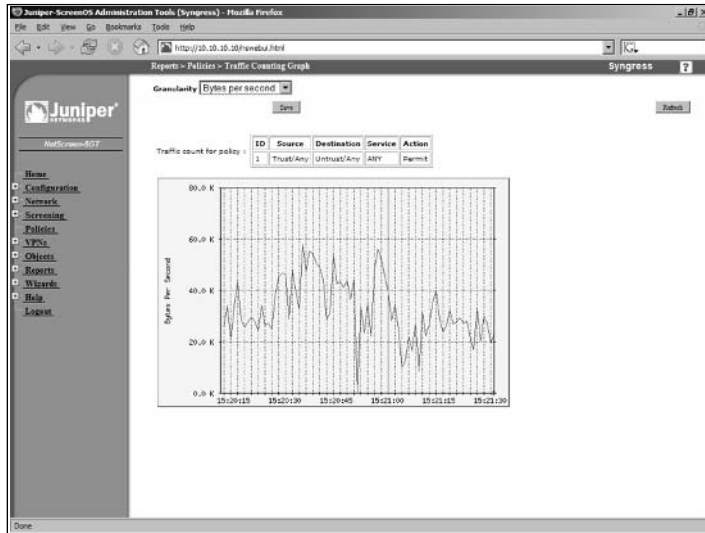 Juniper-ScreenOS Administration Tools (Syngress) - Mozilla Firefox
File Edit View Go Bookmarks Tools Help
http://10.10.10.10/nswebui.html
G
Reports > Policies > Traffic Counting Graph
Syngress
?
Juniper
NETWORKS
NetScreen-5GT
Home
Configuration
Network
Screening
Policies
VPNs
Objects
Reports
Wizards
Help
Logout
Granularity Bytes per second
Save
Refresh
Traffic count for policy :
ID Source Destination Service Action
1 Trust/Any Untrust/Any ANY Permit
Bytes Per Second
80.0 K
60.0 K
40.0 K
20.0 K
0.0 K
15:20:15 15:20:30 15:20:45 15:21:00 15:21:15 15:21:30
Done